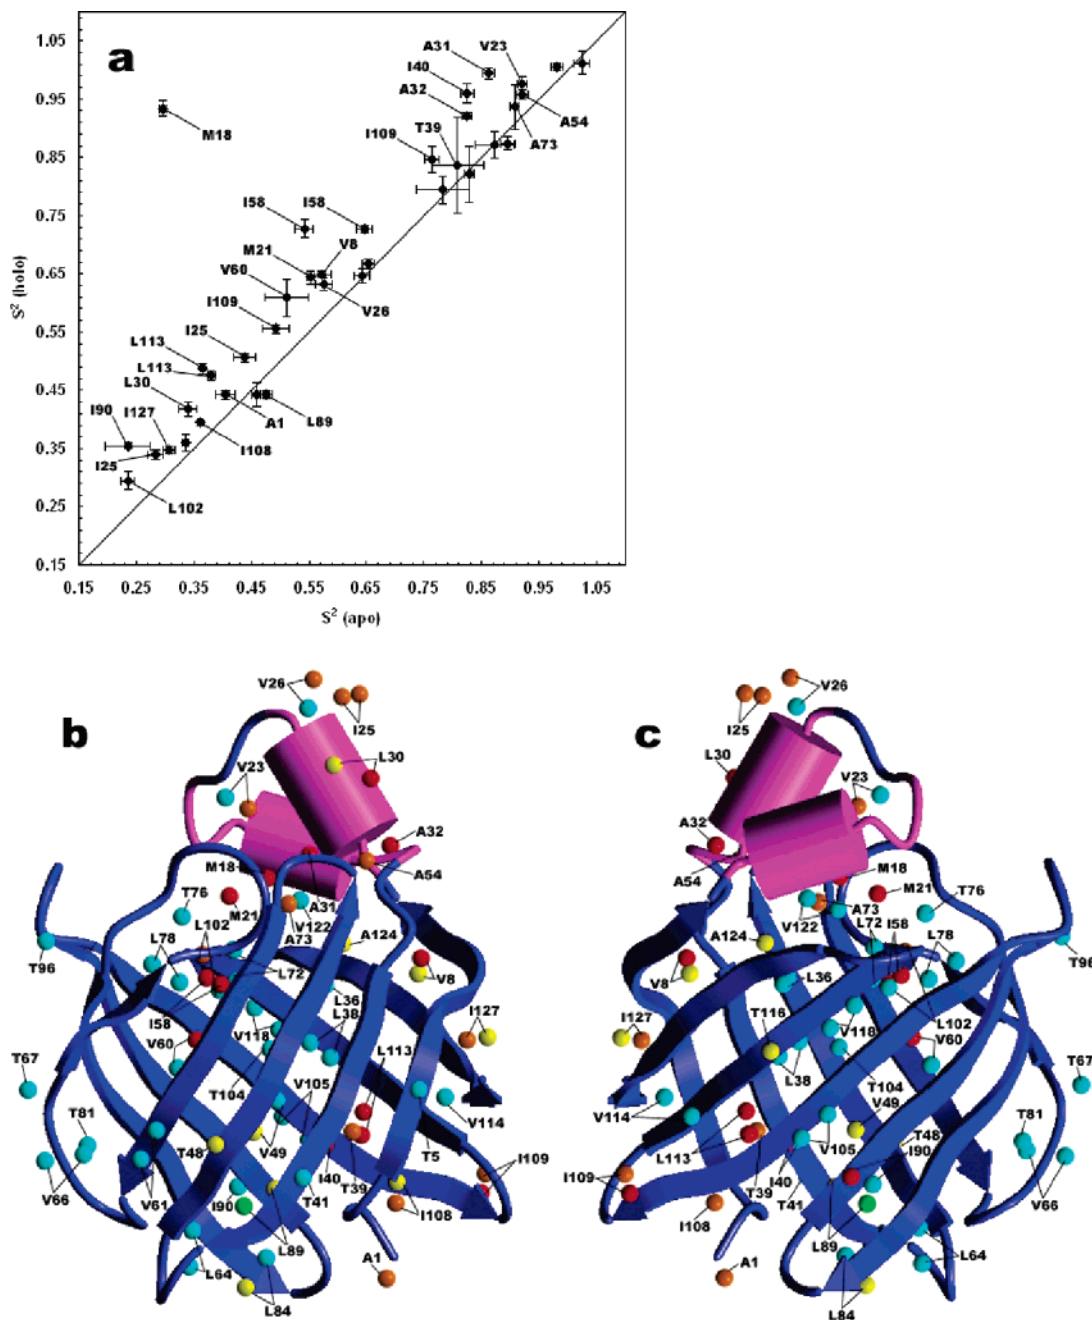 a
1.05
0.95
0.85
0.75
0.65
0.55
0.45
0.35
0.25
0.15
S² (holo)
A31
V23
I40
A32
M18
A54
T39
A73
I109
I58
I58
M21
V8
V60
V26
I109
I25
L113
L113
L30
A1
L89
I90
I127
I108
I25
L102
0.15 0.25 0.35 0.45 0.55 0.65 0.75 0.85 0.95 1.05
S² (apo)
b
V26
I25
L30
V23
A32
A54
M18
A31
M21
T76
V122
L102
A73
A124
L78
T96
L72
V8
L36
I127
I58
L38
V118
V60
L113
T67
T104
V105
V114
T81
T48
V49
T5
I40
I109
T39
V66
V61
I90
T41
I108
L89
L64
A1
L84
c
V26
I25
L30
V23
A32
A54
M18
M21
A73
T76
V122
L72
I58
A124
L78
T96
V8
L36
L102
I127
T116
V118
V60
L38
T67
T104
V49
V114
T81
T48
L113
V105
I90
I109
I40
T39
T41
V66
I108
L89
L64
A1
L84